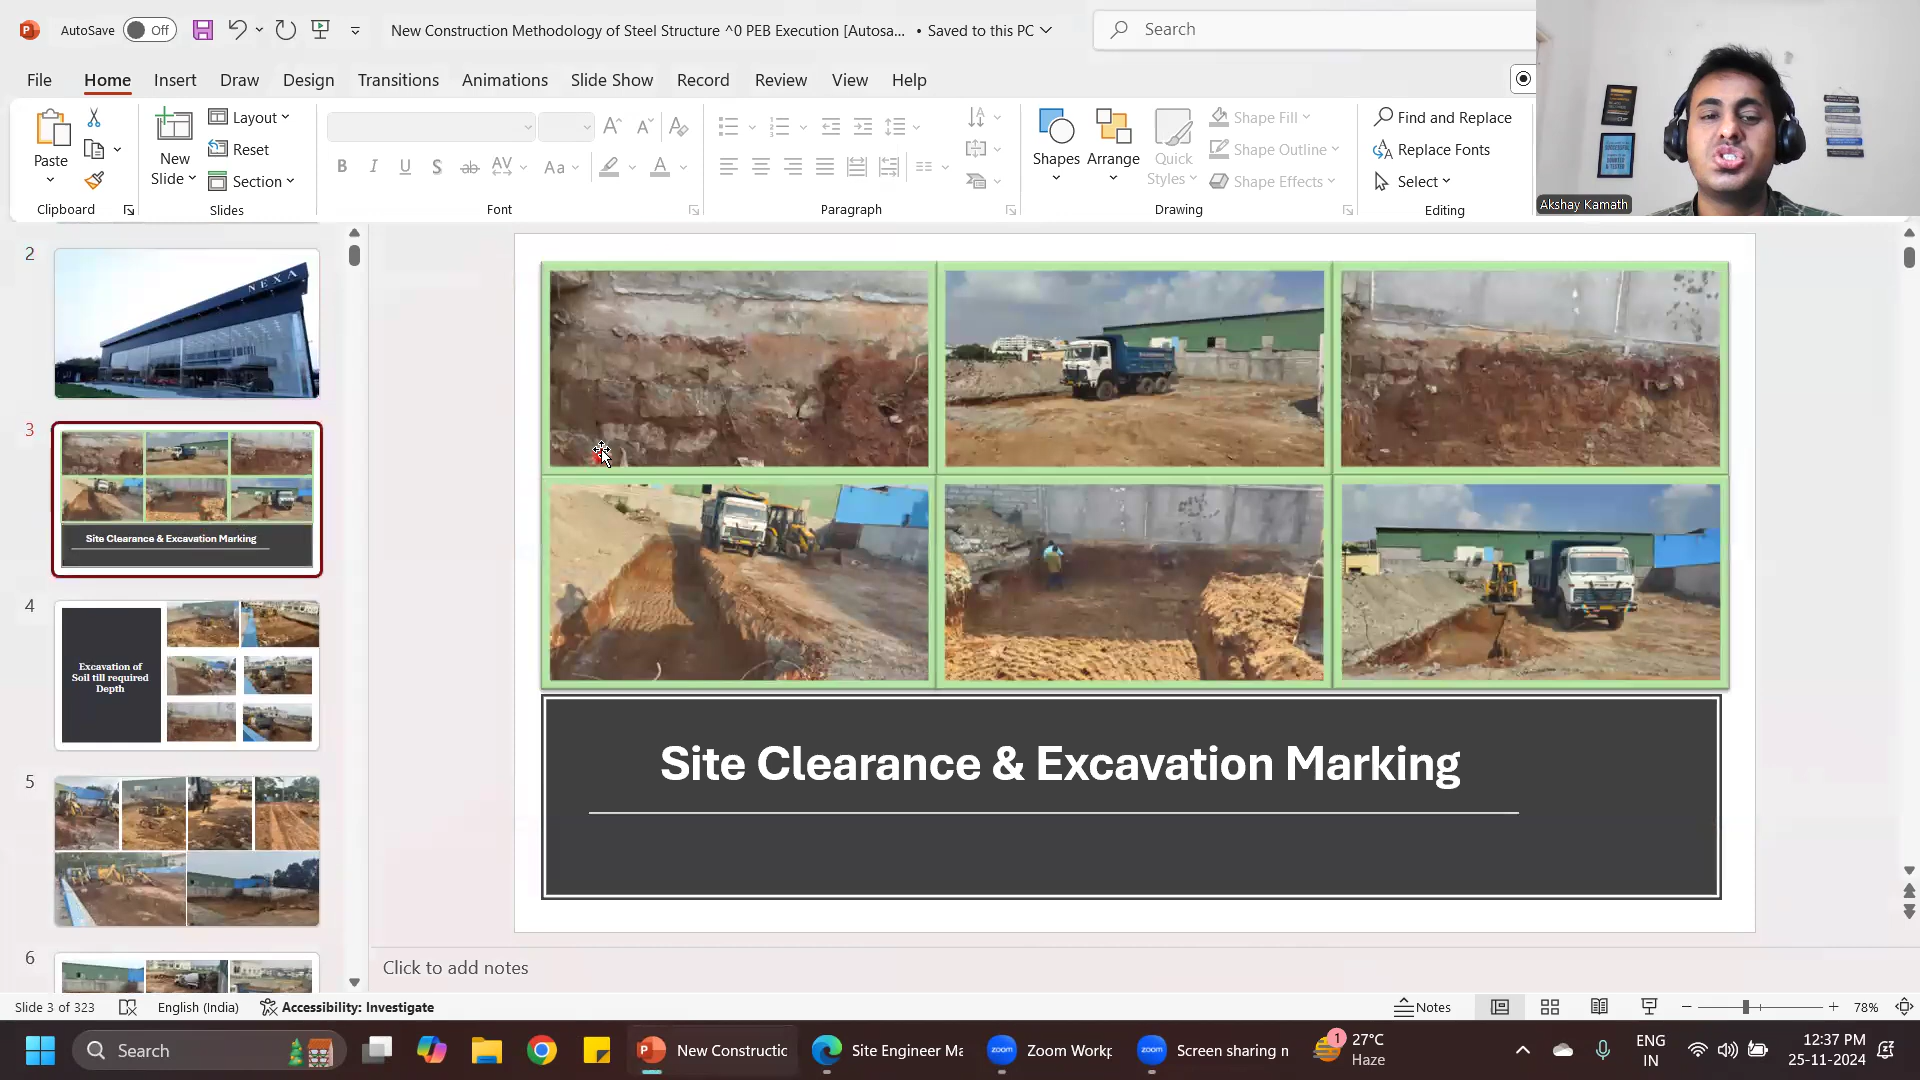 AutoSave Off
New Construction Methodology of Steel Structure ^0 PEB Execution [Autosa... • Saved to this PC
Search
File Home Insert Draw Design Transitions Animations Slide Show Record Review View Help
Paste
Clipboard
New Slide
Layout
Reset
Section
Slides
Font
Paragraph
Shapes
Arrange
Quick Styles
Shape Fill
Shape Outline
Shape Effects
Drawing
Find and Replace
Replace Fonts
Select
Editing
Akshay Kamath
2
NEXA
3
Site Clearance & Excavation Marking
4
Excavation of
Soil till required
Depth
5
6
Site Clearance & Excavation Marking
Click to add notes
Slide 3 of 323
English (India)
Accessibility: Investigate
Notes
78%
Search
New Constructic
Site Engineer Ma
Zoom Workp
Screen sharing n
1
27°C
Haze
ENG
IN
12:37 PM
25-11-2024